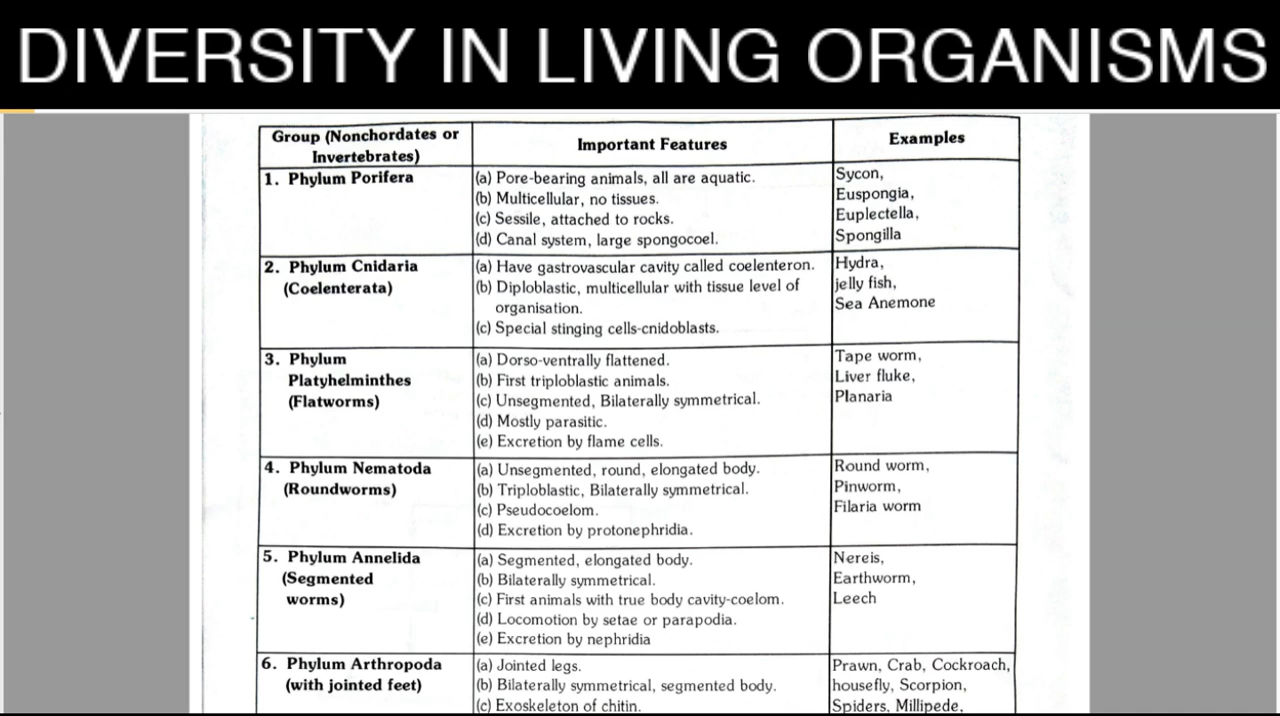 DIVERSITY IN LIVING ORGANISMS
Group (Nonchordates or
Invertebrates)
Important Features
Examples
1. Phylum Porifera
(a) Pore-bearing animals, all are aquatic.
(b) Multicellular, no tissues.
(c) Sessile, attached to rocks.
(d) Canal system, large spongocoel.
Sycon,
Euspongia,
Euplectella,
Spongilla
2. Phylum Cnidaria
(Coelenterata)
(a) Have gastrovascular cavity called coelenteron.
(b) Diploblastic, multicellular with tissue level of
organisation.
(c) Special stinging cells-cnidoblasts.
Hydra,
jelly fish,
Sea Anemone
3. Phylum
Platyhelminthes
(Flatworms)
(a) Dorso-ventrally flattened.
(b) First triploblastic animals.
(c) Unsegmented, Bilaterally symmetrical.
(d) Mostly parasitic.
(e) Excretion by flame cells.
Tape worm,
Liver fluke,
Planaria
4. Phylum Nematoda
(Roundworms)
(a) Unsegmented, round, elongated body.
(b) Triploblastic, Bilaterally symmetrical.
(c) Pseudocoelom.
(d) Excretion by protonephridia.
Round worm,
Pinworm,
Filaria worm
5. Phylum Annelida
(Segmented
worms)
(a) Segmented, elongated body.
(b) Bilaterally symmetrical.
(c) First animals with true body cavity-coelom.
(d) Locomotion by setae or parapodia.
(e) Excretion by nephridia
Nereis,
Earthworm,
Leech
6. Phylum Arthropoda
(with jointed feet)
(a) Jointed legs.
(b) Bilaterally symmetrical, segmented body.
(c) Exoskeleton of chitin.
Prawn, Crab, Cockroach,
housefly, Scorpion,
Spiders, Millipede,